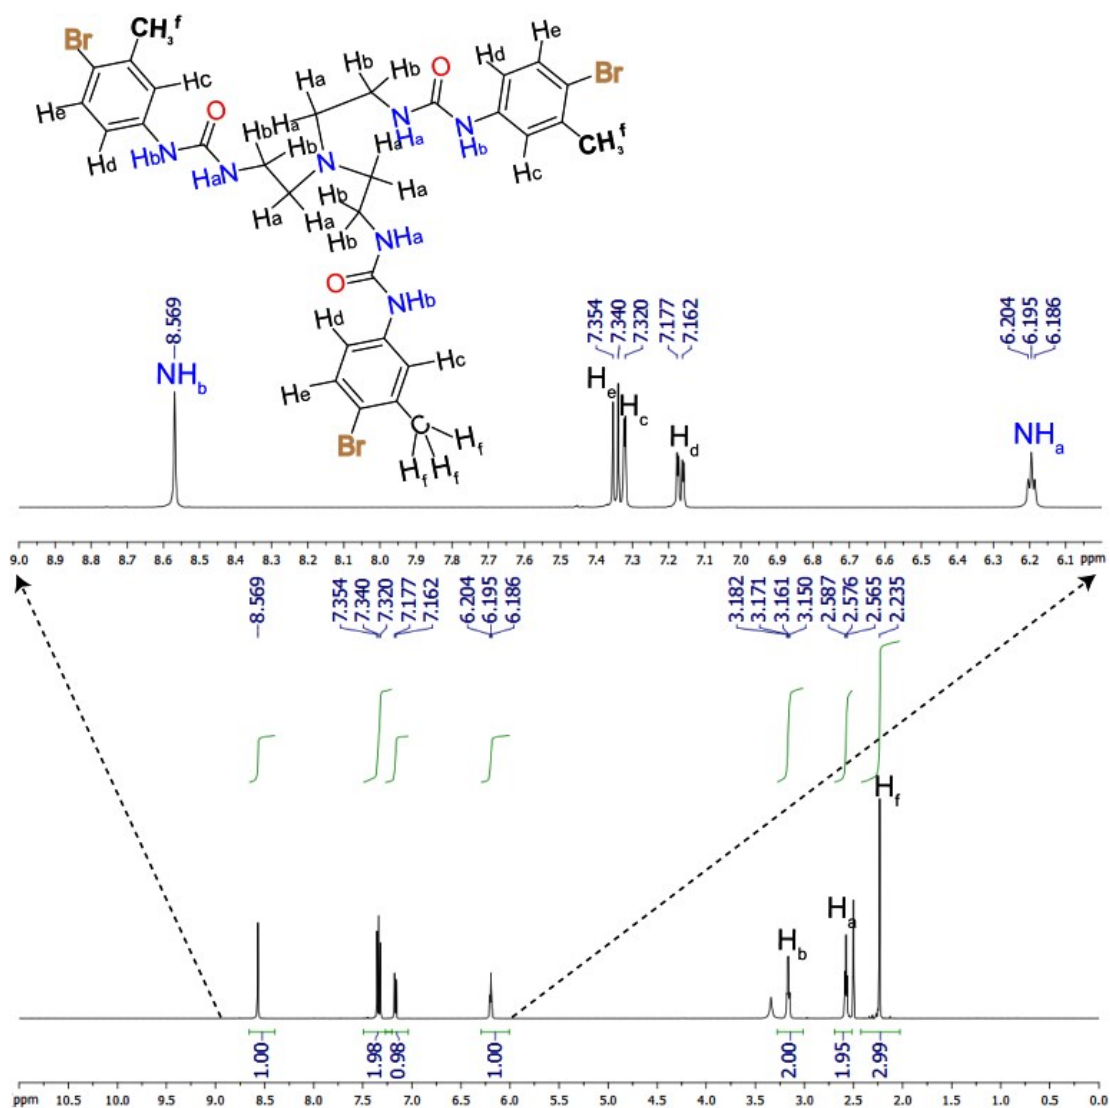 CH₃ᶠ
Br
Hc
He
Hd
O
HbN
HaN
Hb
Hb
Ha
Ha
N
Ha
Ha
Hb
Hb
N
Ha
O
N
Hb
Hd
He
Br
CH₃ᶠ
Hc
Ha
Ha
Hb
Hb
NHa
O
NHb
Hd
Hc
He
Br
C
Hf
Hf
Hf
8.569
7.354
7.340
7.320
7.177
7.162
6.204
6.195
6.186
NHb
He
Hc
Hd
NHa
9.0 8.9 8.8 8.7 8.6 8.5 8.4 8.3 8.2 8.1 8.0 7.9 7.8 7.7 7.6 7.5 7.4 7.3 7.2 7.1 7.0 6.9 6.8 6.7 6.6 6.5 6.4 6.3 6.2 6.1 ppm
8.569
7.354
7.340
7.320
7.177
7.162
6.204
6.195
6.186
3.182
3.171
3.161
3.150
2.587
2.576
2.565
2.235
Hf
Ha
Hb
1.00
1.98
0.98
1.00
2.00
1.95
2.99
ppm 10.5 10.0 9.5 9.0 8.5 8.0 7.5 7.0 6.5 6.0 5.5 5.0 4.5 4.0 3.5 3.0 2.5 2.0 1.5 1.0 0.5 0.0